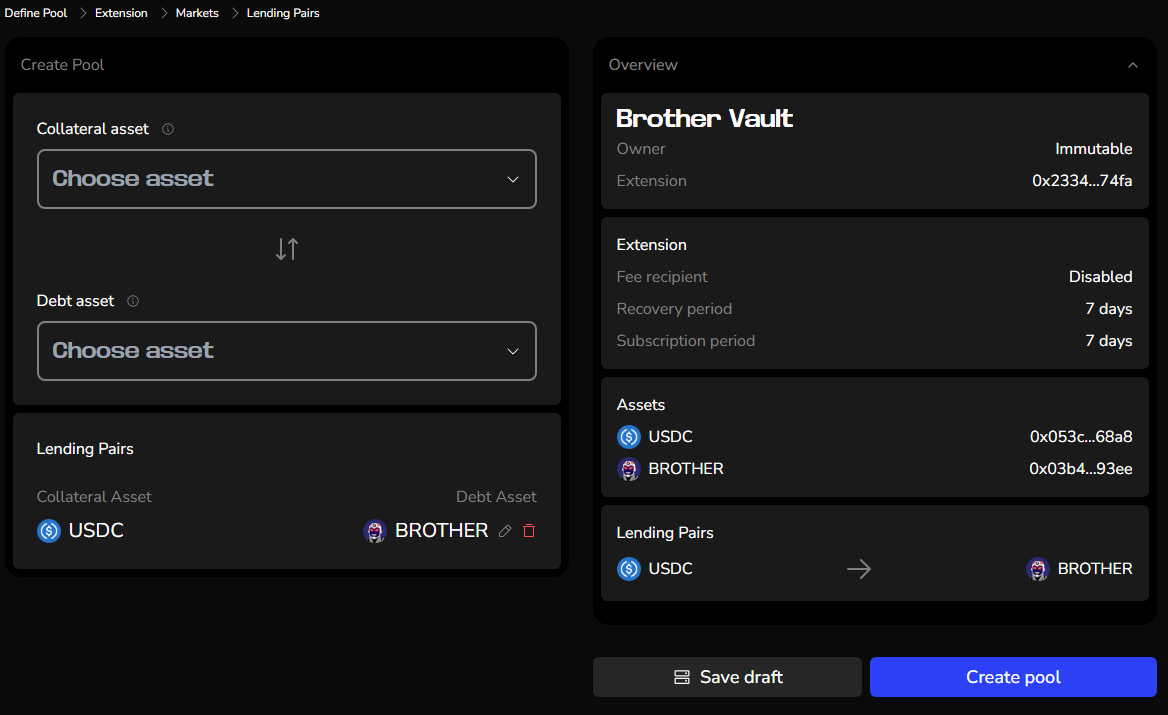 Define Pool > Extension > Markets > Lending Pairs
Create Pool
Collateral asset
Choose asset
Debt asset
Choose asset
Lending Pairs
Collateral Asset Debt Asset
USDC BROTHER
Overview
Brother Vault
Owner Immutable
Extension 0x2334...74fa
Extension
Fee recipient Disabled
Recovery period 7 days
Subscription period 7 days
Assets
USDC 0x053c...68a8
BROTHER 0x03b4...93ee
Lending Pairs
USDC → BROTHER
Save draft Create pool